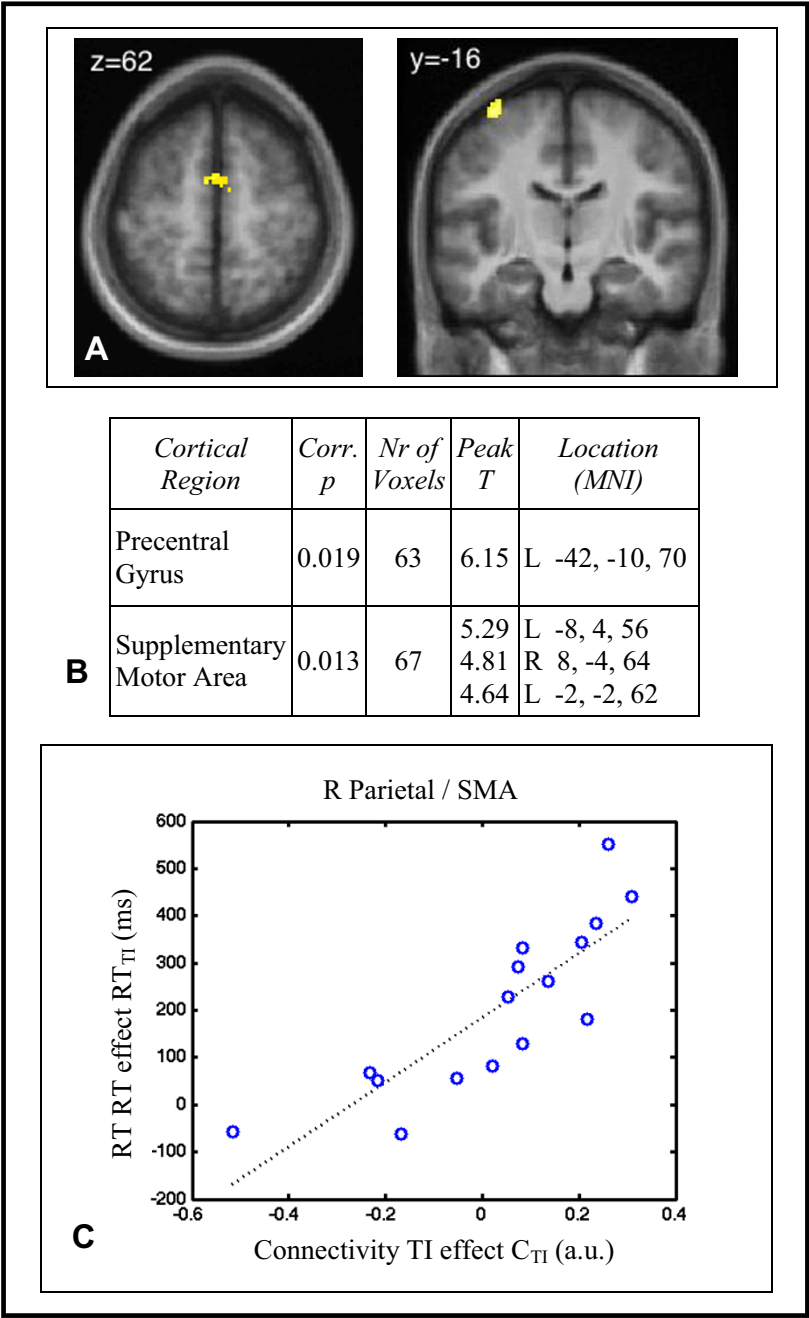 z=62
y=-16
A
Cortical Region
Corr. p
Nr of Voxels
Peak T
Location (MNI)
Precentral Gyrus
0.019
63
6.15
L -42, -10, 70
B
Supplementary Motor Area
0.013
67
5.29 L -8, 4, 56
4.81 R 8, -4, 64
4.64 L -2, -2, 62
R Parietal / SMA
600
500
400
300
200
100
0
-100
-200
RT RT effect RT_TI (ms)
-0.6 -0.4 -0.2 0 0.2 0.4
C
Connectivity TI effect C_TI (a.u.)